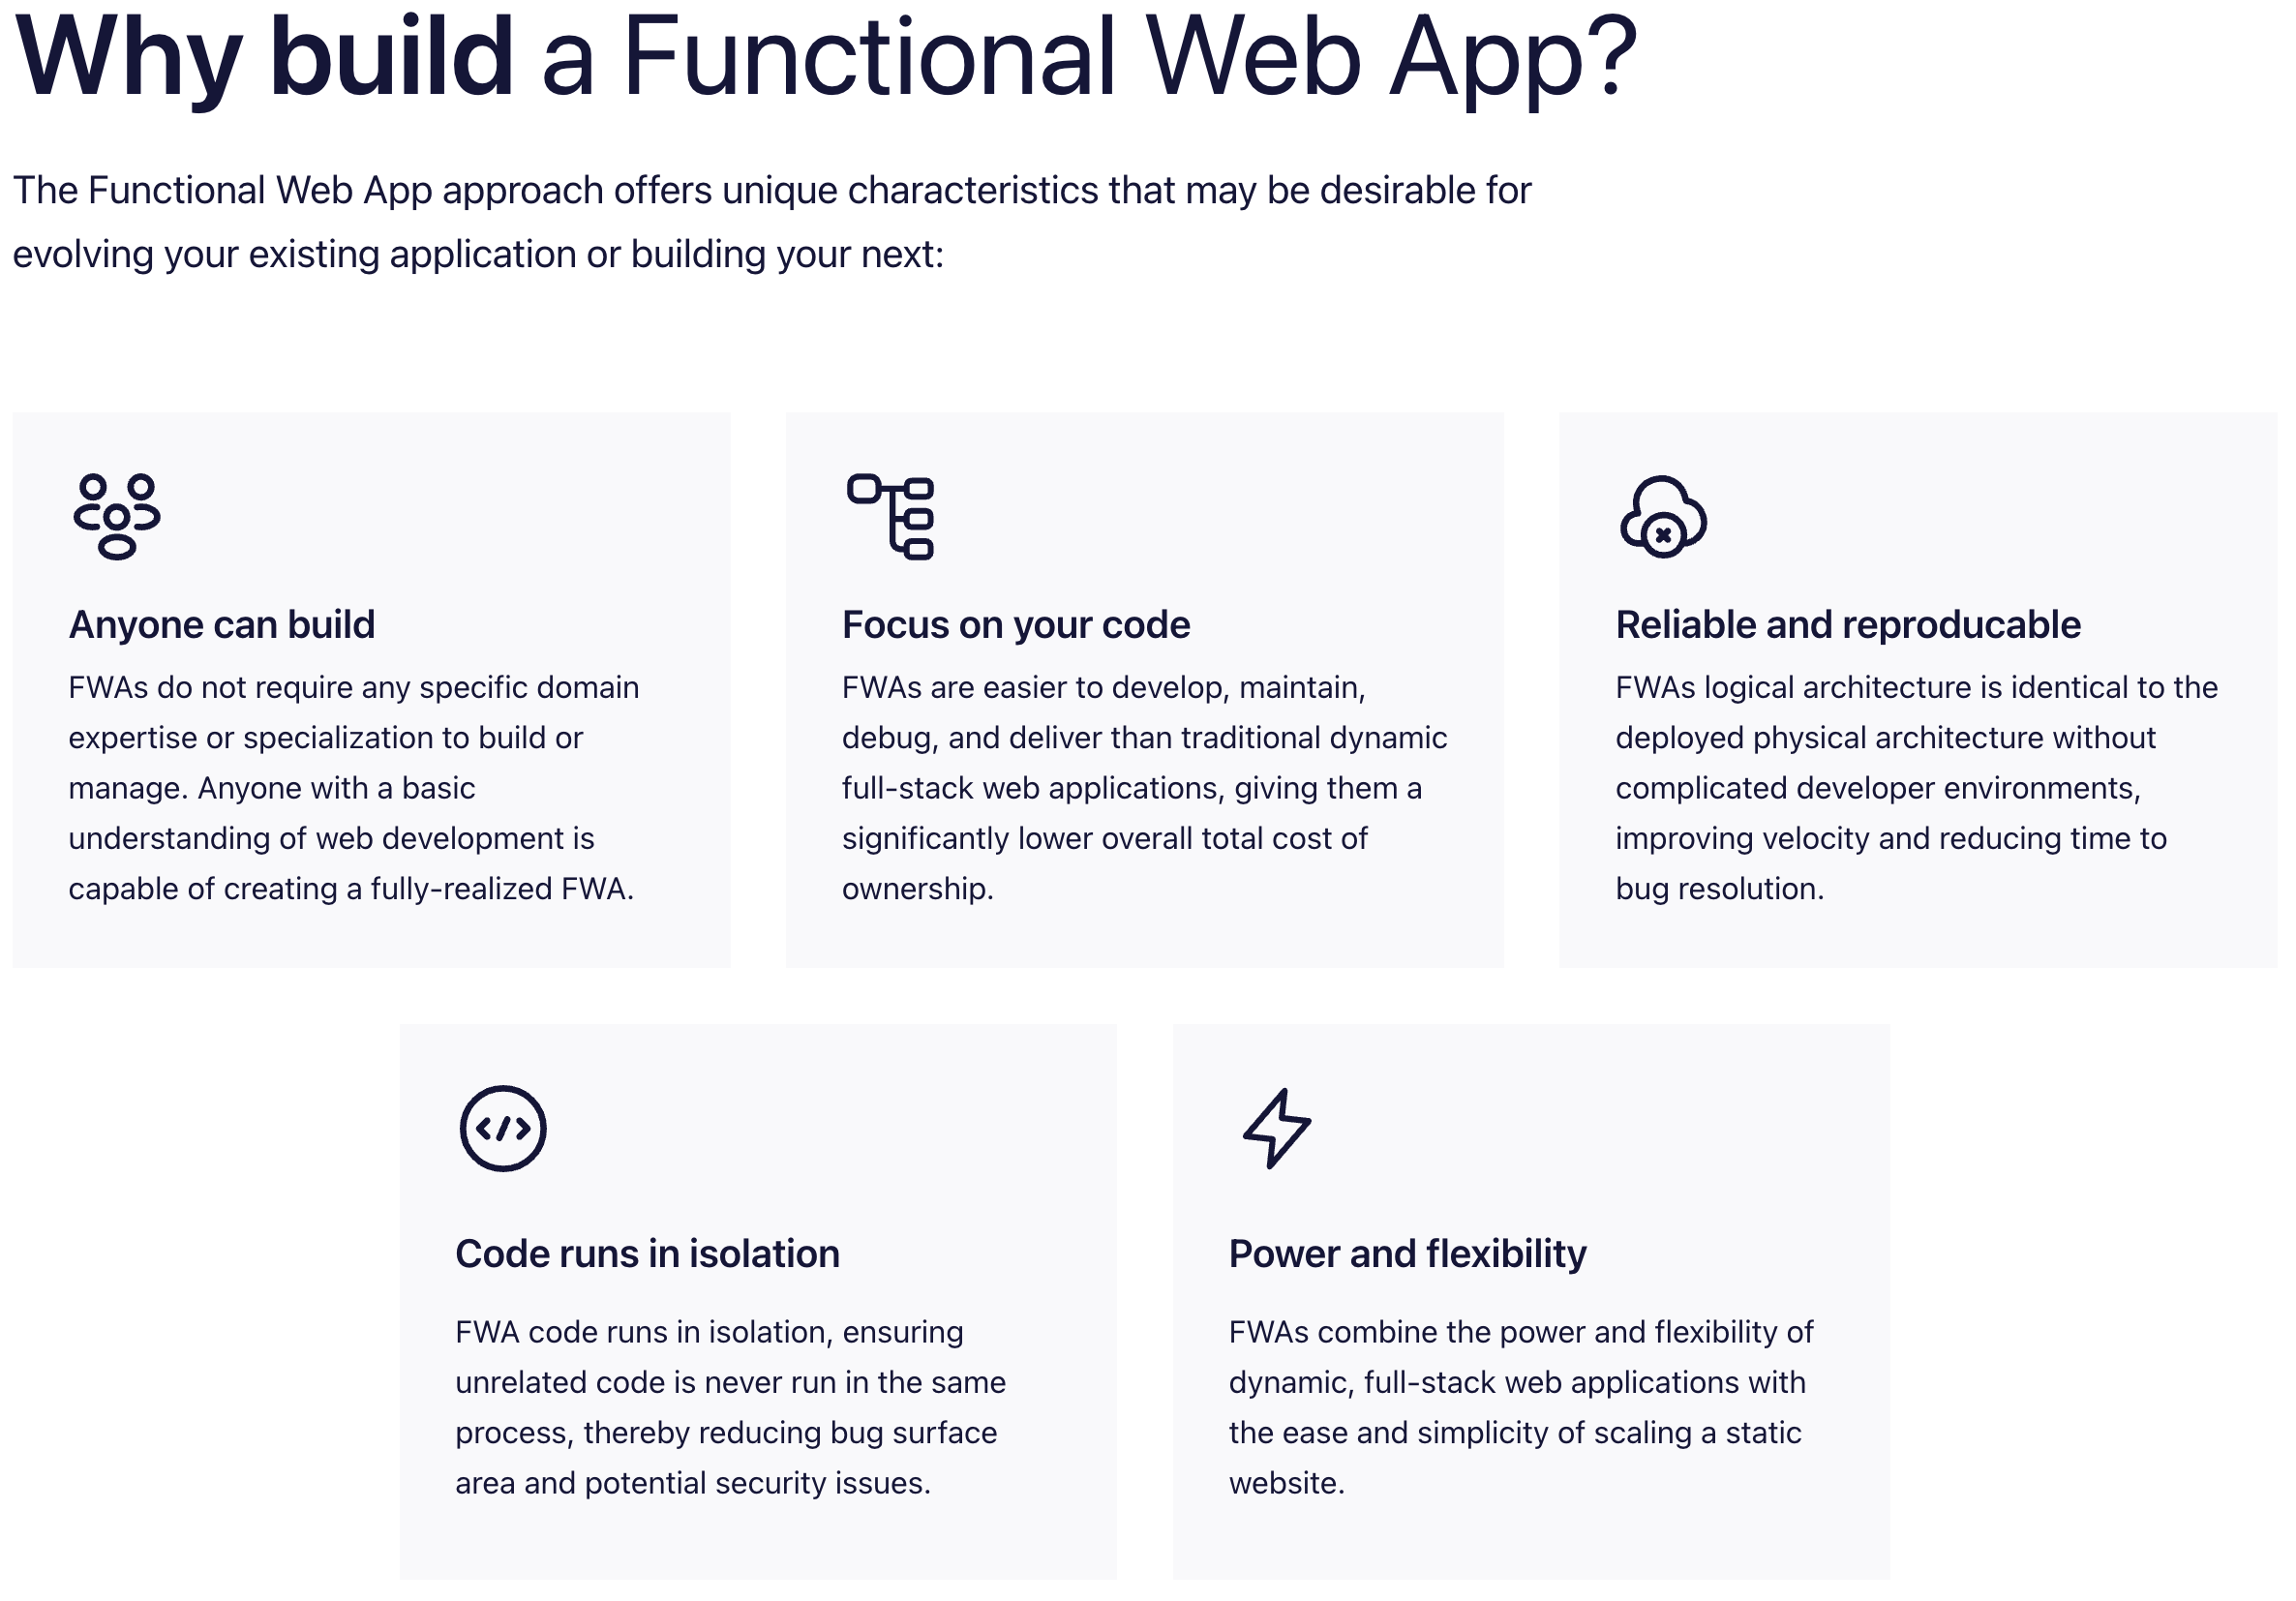 Why build a Functional Web App?
The Functional Web App approach offers unique characteristics that may be desirable for
evolving your existing application or building your next:
Anyone can build
FWAs do not require any specific domain
expertise or specialization to build or
manage. Anyone with a basic
understanding of web development is
capable of creating a fully-realized FWA.
Focus on your code
FWAs are easier to develop, maintain,
debug, and deliver than traditional dynamic
full-stack web applications, giving them a
significantly lower overall total cost of
ownership.
Reliable and reproducable
FWAs logical architecture is identical to the
deployed physical architecture without
complicated developer environments,
improving velocity and reducing time to
bug resolution.
Code runs in isolation
FWA code runs in isolation, ensuring
unrelated code is never run in the same
process, thereby reducing bug surface
area and potential security issues.
Power and flexibility
FWAs combine the power and flexibility of
dynamic, full-stack web applications with
the ease and simplicity of scaling a static
website.